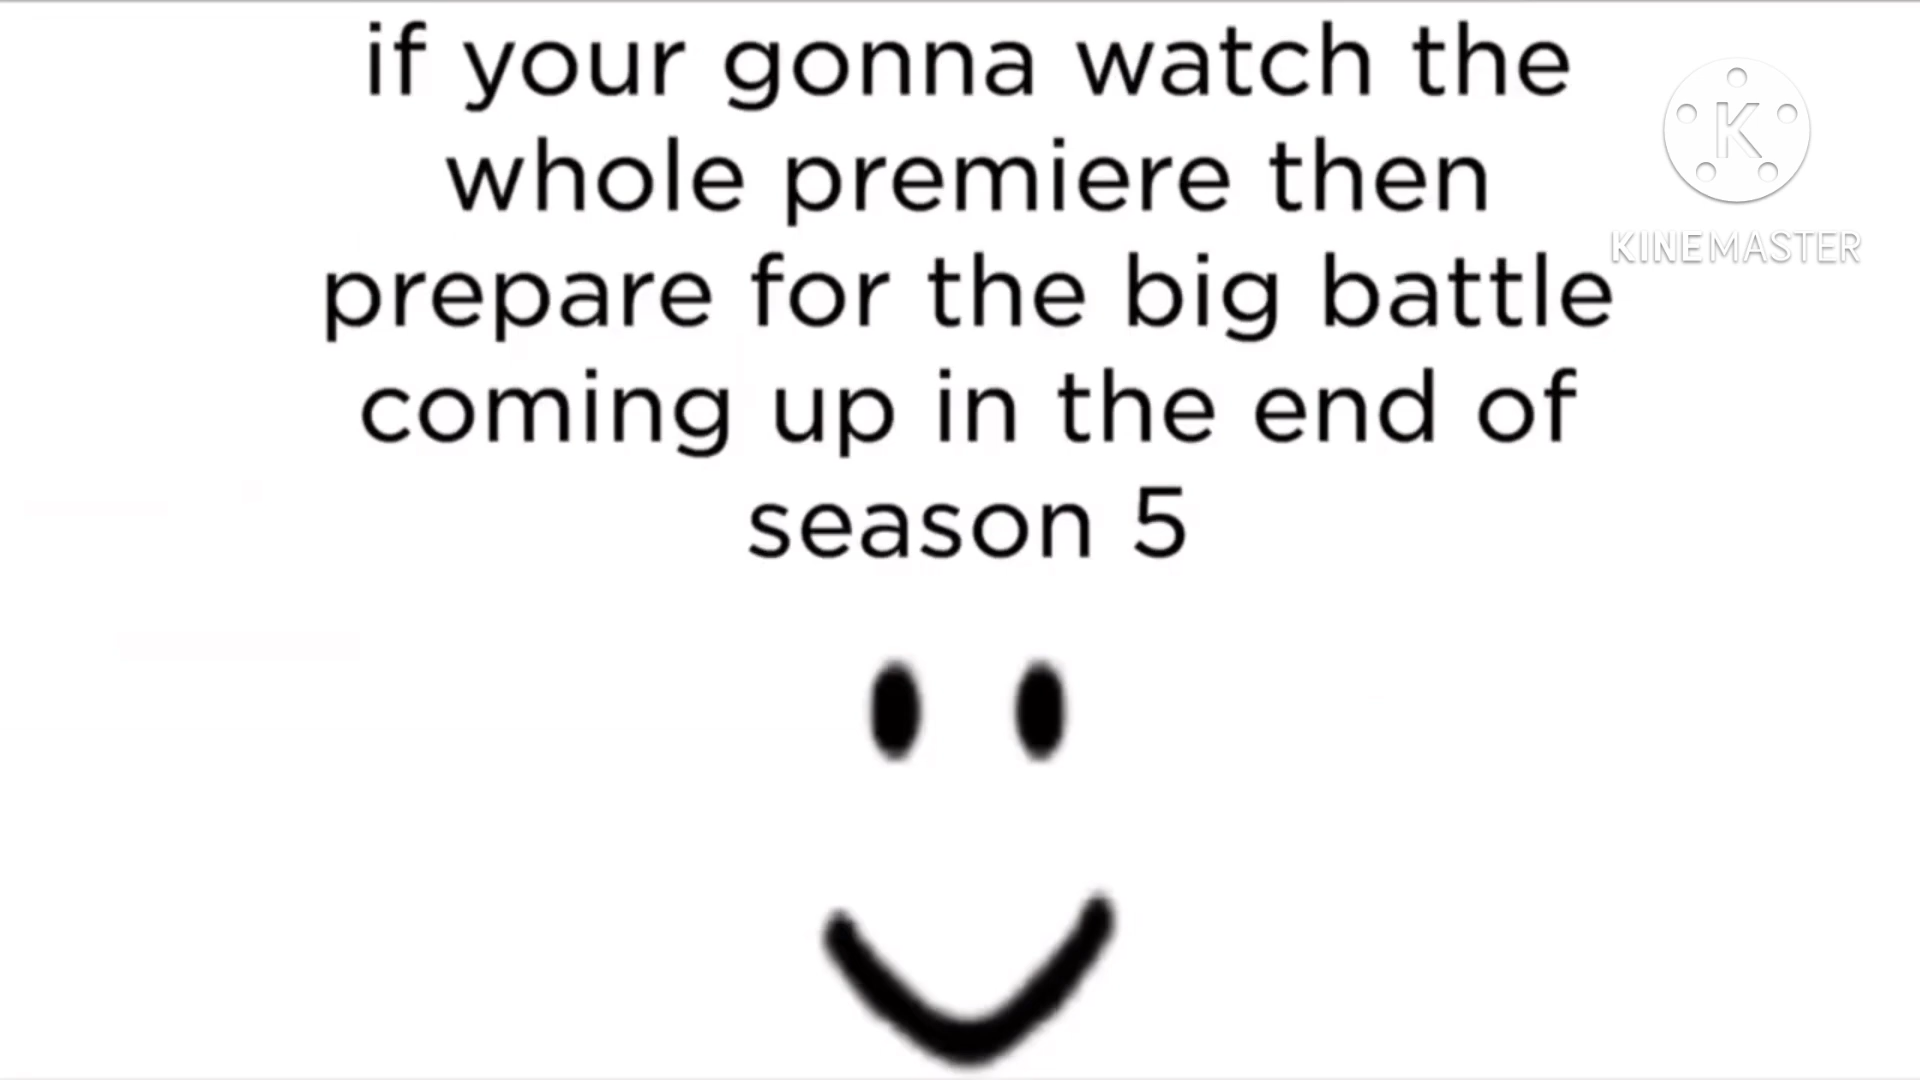 if your gonna watch the
whole premiere then
prepare for the big battle
coming up in the end of
season 5
K
KINEMASTER